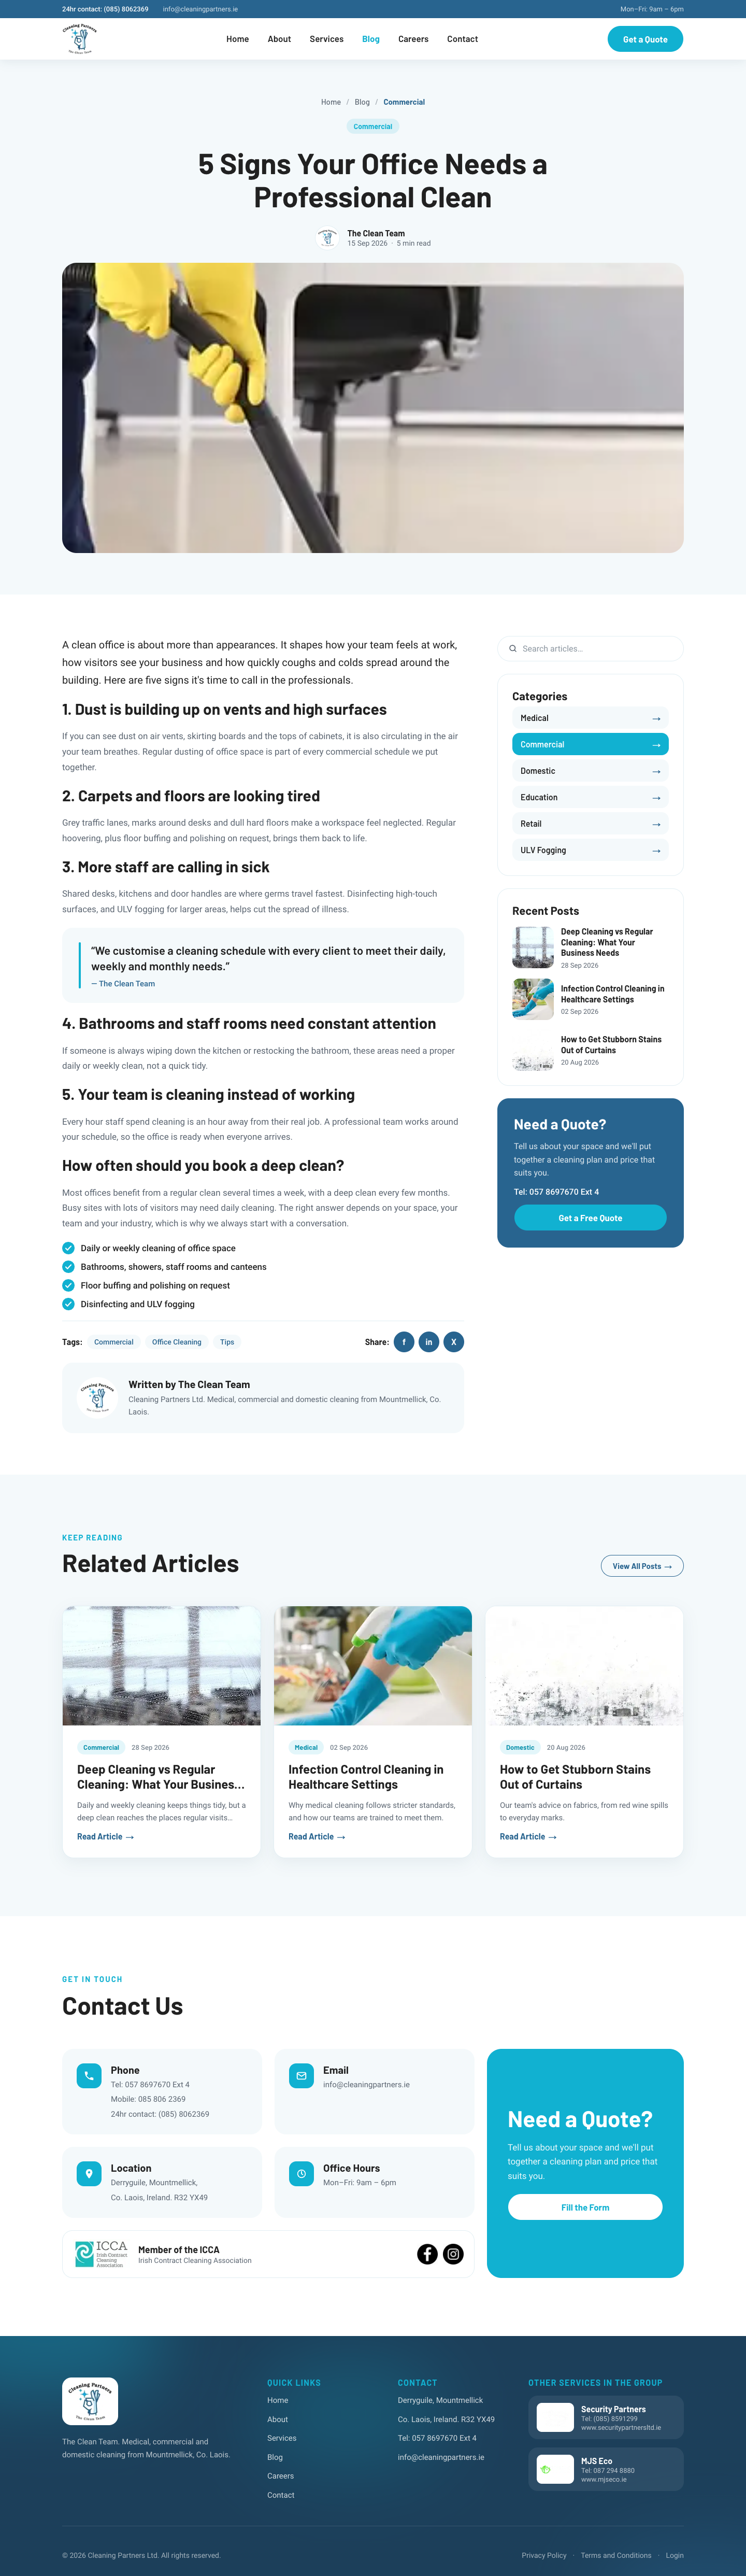 24hr contact: (085) 8062369
info@cleaningpartners.ie
Mon–Fri: 9am – 6pm
Cleaning Partners
The Clean Team
Home
About
Services
Blog
Careers
Contact
Get a Quote
Home / Blog / Commercial
Commercial
5 Signs Your Office Needs a
Professional Clean
The Clean Team
15 Sep 2026 · 5 min read
A clean office is about more than appearances. It shapes how your team feels at work,
how visitors see your business and how quickly coughs and colds spread around the
building. Here are five signs it's time to call in the professionals.
1. Dust is building up on vents and high surfaces
If you can see dust on air vents, skirting boards and the tops of cabinets, it is also circulating in the air
your team breathes. Regular dusting of office space is part of every commercial schedule we put
together.
2. Carpets and floors are looking tired
Grey traffic lanes, marks around desks and dull hard floors make a workspace feel neglected. Regular
hoovering, plus floor buffing and polishing on request, brings them back to life.
3. More staff are calling in sick
Shared desks, kitchens and door handles are where germs travel fastest. Disinfecting high-touch
surfaces, and ULV fogging for larger areas, helps cut the spread of illness.
“We customise a cleaning schedule with every client to meet their daily,
weekly and monthly needs.”
— The Clean Team
4. Bathrooms and staff rooms need constant attention
If someone is always wiping down the kitchen or restocking the bathroom, these areas need a proper
daily or weekly clean, not a quick tidy.
5. Your team is cleaning instead of working
Every hour staff spend cleaning is an hour away from their real job. A professional team works around
your schedule, so the office is ready when everyone arrives.
How often should you book a deep clean?
Most offices benefit from a regular clean several times a week, with a deep clean every few months.
Busy sites with lots of visitors may need daily cleaning. The right answer depends on your space, your
team and your industry, which is why we always start with a conversation.
Daily or weekly cleaning of office space
Bathrooms, showers, staff rooms and canteens
Floor buffing and polishing on request
Disinfecting and ULV fogging
Tags: Commercial Office Cleaning Tips
Share: f in X
Cleaning Partners
The Clean Team
Written by The Clean Team
Cleaning Partners Ltd. Medical, commercial and domestic cleaning from Mountmellick, Co.
Laois.
Search articles...
Categories
Medical →
Commercial →
Domestic →
Education →
Retail →
ULV Fogging →
Recent Posts
Deep Cleaning vs Regular
Cleaning: What Your
Business Needs
28 Sep 2026
Infection Control Cleaning in
Healthcare Settings
02 Sep 2026
How to Get Stubborn Stains
Out of Curtains
20 Aug 2026
Need a Quote?
Tell us about your space and we'll put
together a cleaning plan and price that
suits you.
Tel: 057 8697670 Ext 4
Get a Free Quote
KEEP READING
Related Articles
View All Posts →
Commercial 28 Sep 2026
Deep Cleaning vs Regular
Cleaning: What Your Busines...
Daily and weekly cleaning keeps things tidy, but a
deep clean reaches the places regular visits...
Read Article →
Medical 02 Sep 2026
Infection Control Cleaning in
Healthcare Settings
Why medical cleaning follows stricter standards,
and how our teams are trained to meet them.
Read Article →
Domestic 20 Aug 2026
How to Get Stubborn Stains
Out of Curtains
Our team's advice on fabrics, from red wine spills
to everyday marks.
Read Article →
GET IN TOUCH
Contact Us
Phone
Tel: 057 8697670 Ext 4
Mobile: 085 806 2369
24hr contact: (085) 8062369
Email
info@cleaningpartners.ie
Location
Derryguile, Mountmellick,
Co. Laois, Ireland. R32 YX49
Office Hours
Mon–Fri: 9am – 6pm
ICCA
Irish Contract
Cleaning
Association
Member of the ICCA
Irish Contract Cleaning Association
Need a Quote?
Tell us about your space and we'll put
together a cleaning plan and price that
suits you.
Fill the Form
Cleaning Partners
The Clean Team
The Clean Team. Medical, commercial and
domestic cleaning from Mountmellick, Co. Laois.
QUICK LINKS
Home
About
Services
Blog
Careers
Contact
CONTACT
Derryguile, Mountmellick
Co. Laois, Ireland. R32 YX49
Tel: 057 8697670 Ext 4
info@cleaningpartners.ie
OTHER SERVICES IN THE GROUP
Security Partners
Tel: (085) 8591299
www.securitypartnersltd.ie
MJS Eco
Tel: 087 294 8880
www.mjseco.ie
© 2026 Cleaning Partners Ltd. All rights reserved.
Privacy Policy · Terms and Conditions · Login